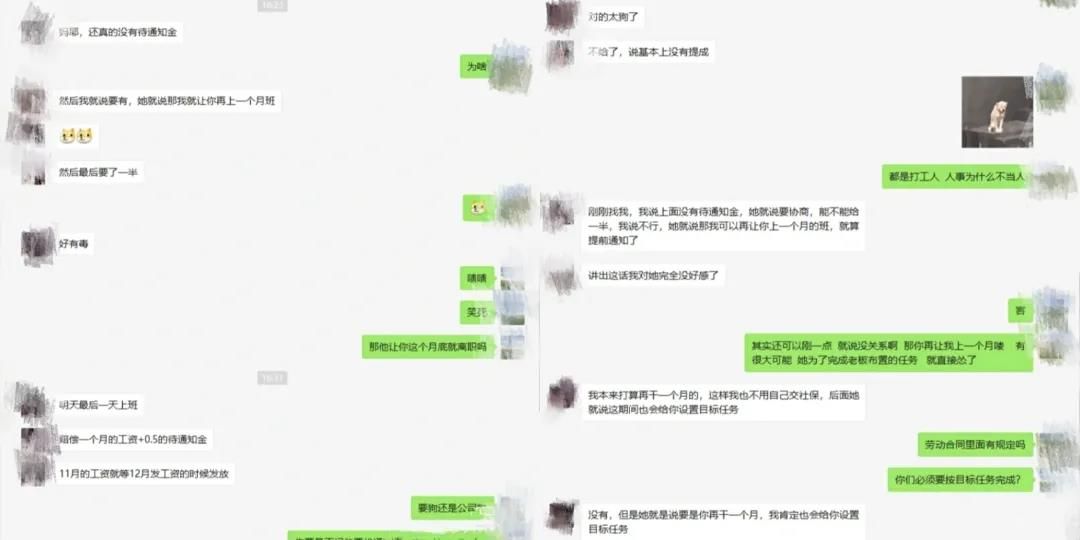 16:23
妈耶，还真的没有待通知金
为啥
然后我就说要有，她就说那我就让你再上一个月班
然后最后要了一半
好有毒
啧啧
笑死
那他让你这个月底就离职吗
16:37
明天最后一天上班
赔偿一个月的工资+0.5的待通知金
11月的工资就等12月发工资的时候发放
要狗还是公司
对的太狗了
不给了，说基本上没有提成
都是打工人 人事为什么不当人
刚刚找我，我说上面没有待通知金，她就说要协商，能不能给
一半，我说不行，她就说那我可以再让你上一个月的班，就算
提前通知了
讲出这话我对她完全没好感了
害
其实还可以刚一点 就说没关系啊 那你再让我上一个月喽 有
很大可能 她为了完成老板布置的任务 就直接怂了
我本来打算再干一个月的，这样我也不用自己交社保，后面她
就说这期间也会给你设置目标任务
劳动合同里面有规定吗
你们必须要按目标任务完成？
没有，但是她就是说要是你再干一个月，我肯定也会给你设置
目标任务